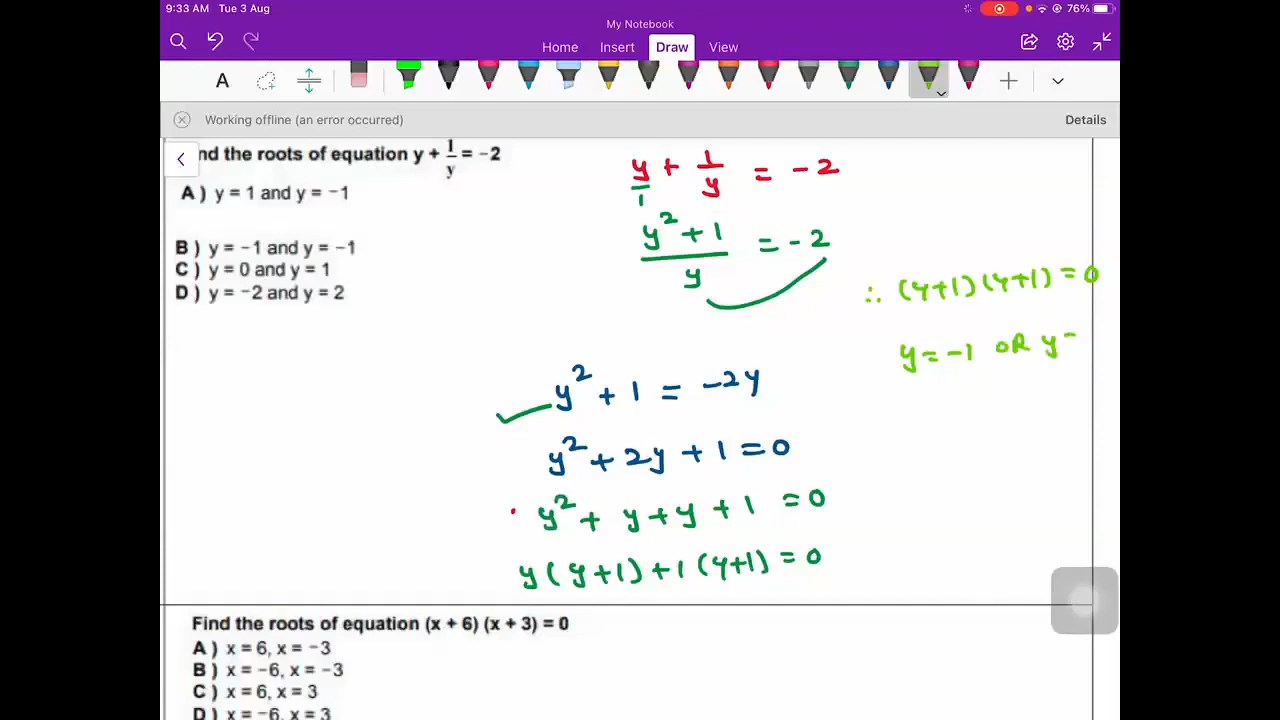 9:33 AM Tue 3 Aug
76%
My Notebook
Home Insert Draw View
A
Working offline (an error occurred)
Details
nd the roots of equation y + 1/y = −2
A ) y = 1 and y = −1
B ) y = −1 and y = −1
C ) y = 0 and y = 1
D ) y = −2 and y = 2
y/1 + 1/y = −2
(y² + 1)/y = −2
y² + 1 = −2y
y² + 2y + 1 = 0
y² + y + y + 1 = 0
y(y+1) + 1(y+1) = 0
∴ (y+1)(y+1) = 0
y = −1 OR y
Find the roots of equation (x + 6) (x + 3) = 0
A ) x = 6, x = −3
B ) x = −6, x = −3
C ) x = 6, x = 3
D ) x = −6, x = 3